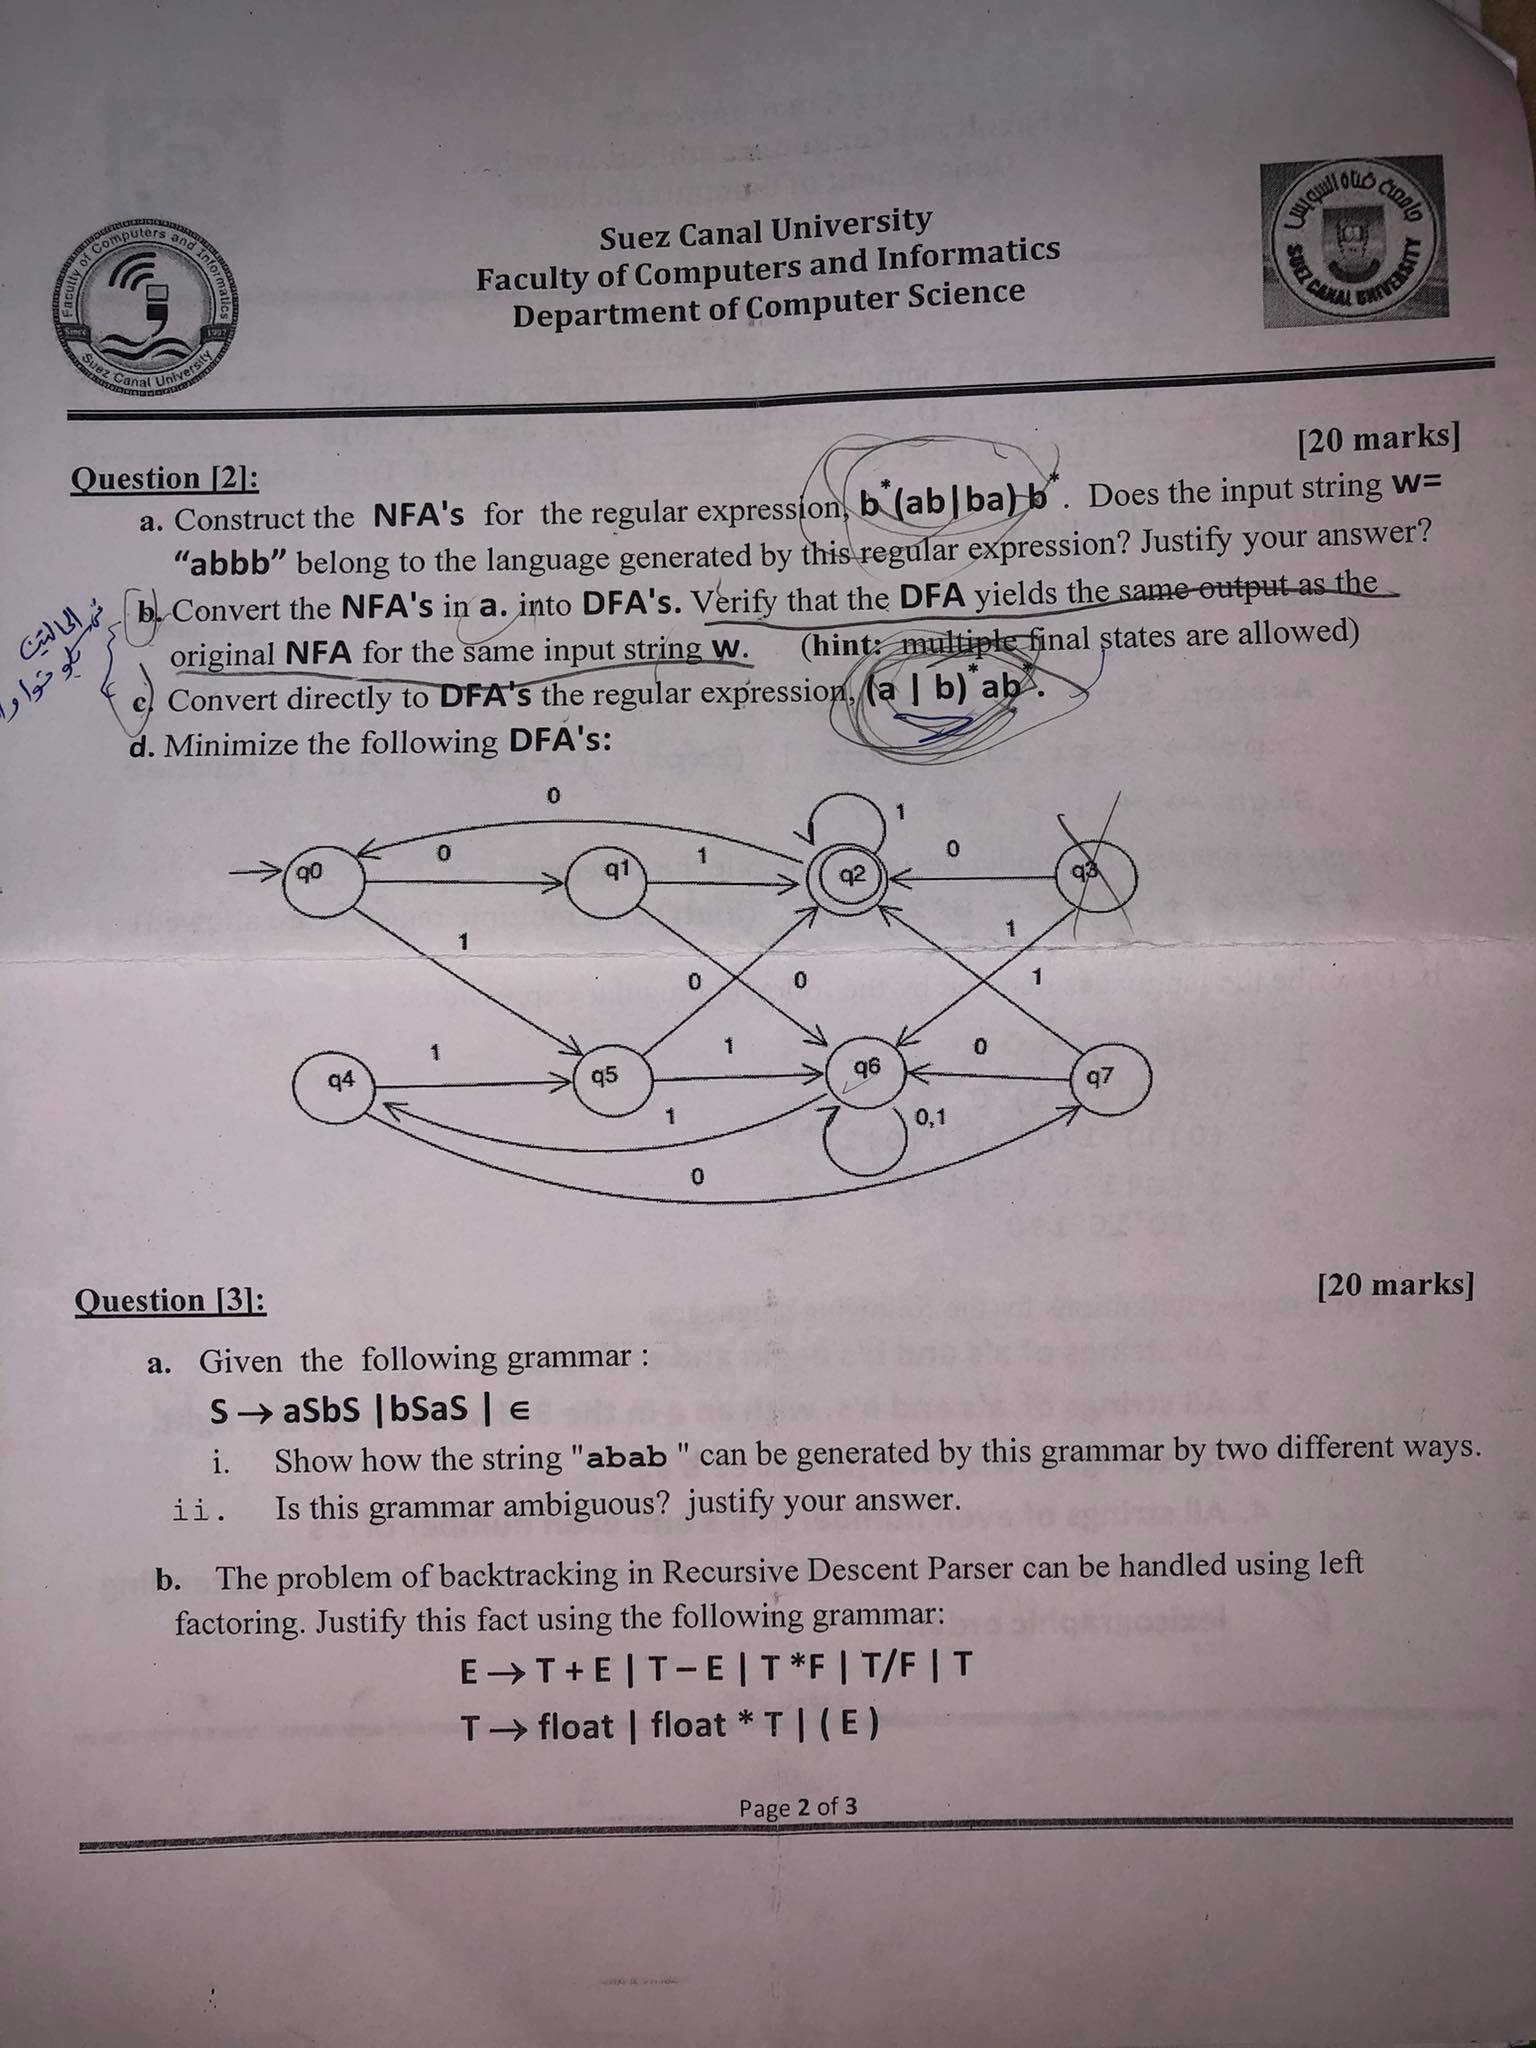 Faculty of Computers and Informatics
Since 1997
Suez Canal University
Suez Canal University
Faculty of Computers and Informatics
Department of Computer Science
جامعة قناة السويس
SUEZ CANAL UNIVERSITY
[20 marks]
Question [2]:
a. Construct the NFA's for the regular expression, b*(ab|ba) b*. Does the input string w=
"abbb" belong to the language generated by this regular expression? Justify your answer?
b. Convert the NFA's in a. into DFA's. Verify that the DFA yields the same output as the
original NFA for the same input string w. (hint: multiple final states are allowed)
c. Convert directly to DFA's the regular expression, (a | b)*ab*.
d. Minimize the following DFA's:
0
1
q0
0
q1
1
q2
0
q3
1
0
0
1
1
q4
1
q5
1
q6
0
q7
1
0,1
0
Question [3]:
[20 marks]
a. Given the following grammar :
S → aSbS | bSaS | ∈
i. Show how the string "abab " can be generated by this grammar by two different ways.
ii. Is this grammar ambiguous? justify your answer.
b. The problem of backtracking in Recursive Descent Parser can be handled using left
factoring. Justify this fact using the following grammar:
E → T + E | T – E | T *F | T/F | T
T → float | float * T | ( E )
Page 2 of 3